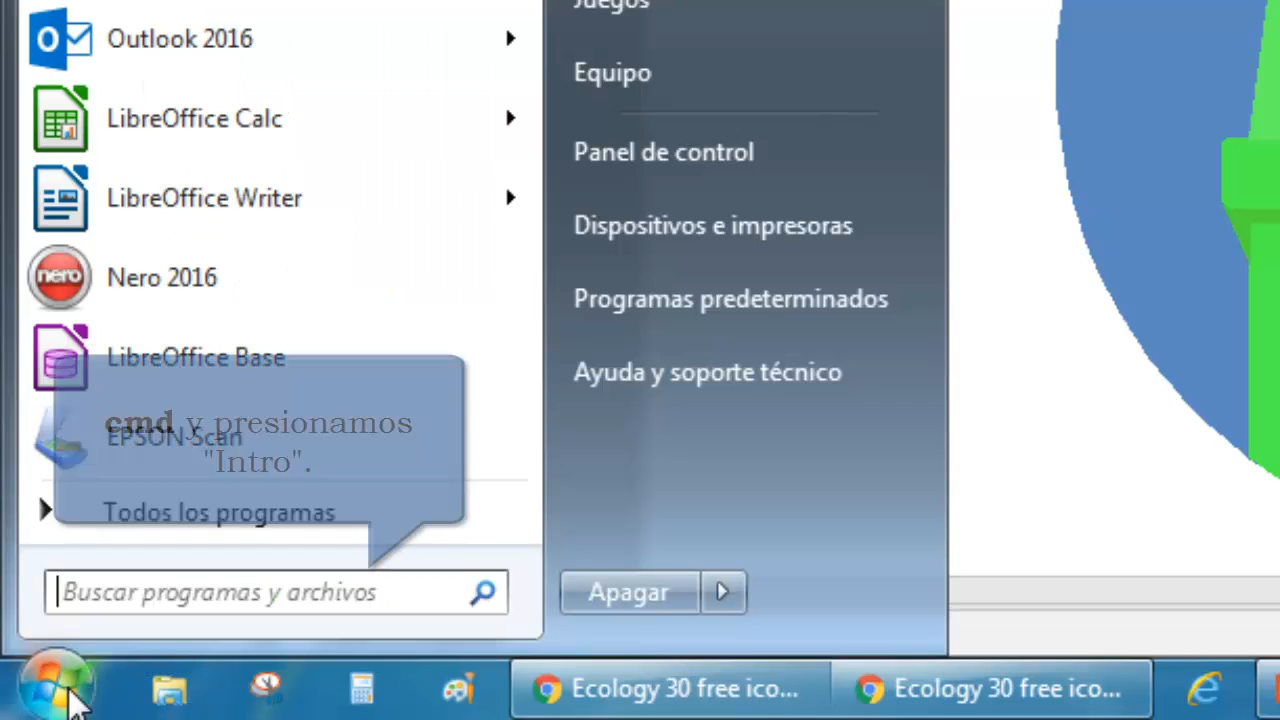 Juegos
Outlook 2016
Equipo
LibreOffice Calc
Panel de control
LibreOffice Writer
Dispositivos e impresoras
nero
Nero 2016
Programas predeterminados
LibreOffice Base
Ayuda y soporte técnico
cmd y presionamos
"Intro".
EPSON Scan
Todos los programas
Buscar programas y archivos
Apagar
Ecology 30 free ico...
Ecology 30 free ico...